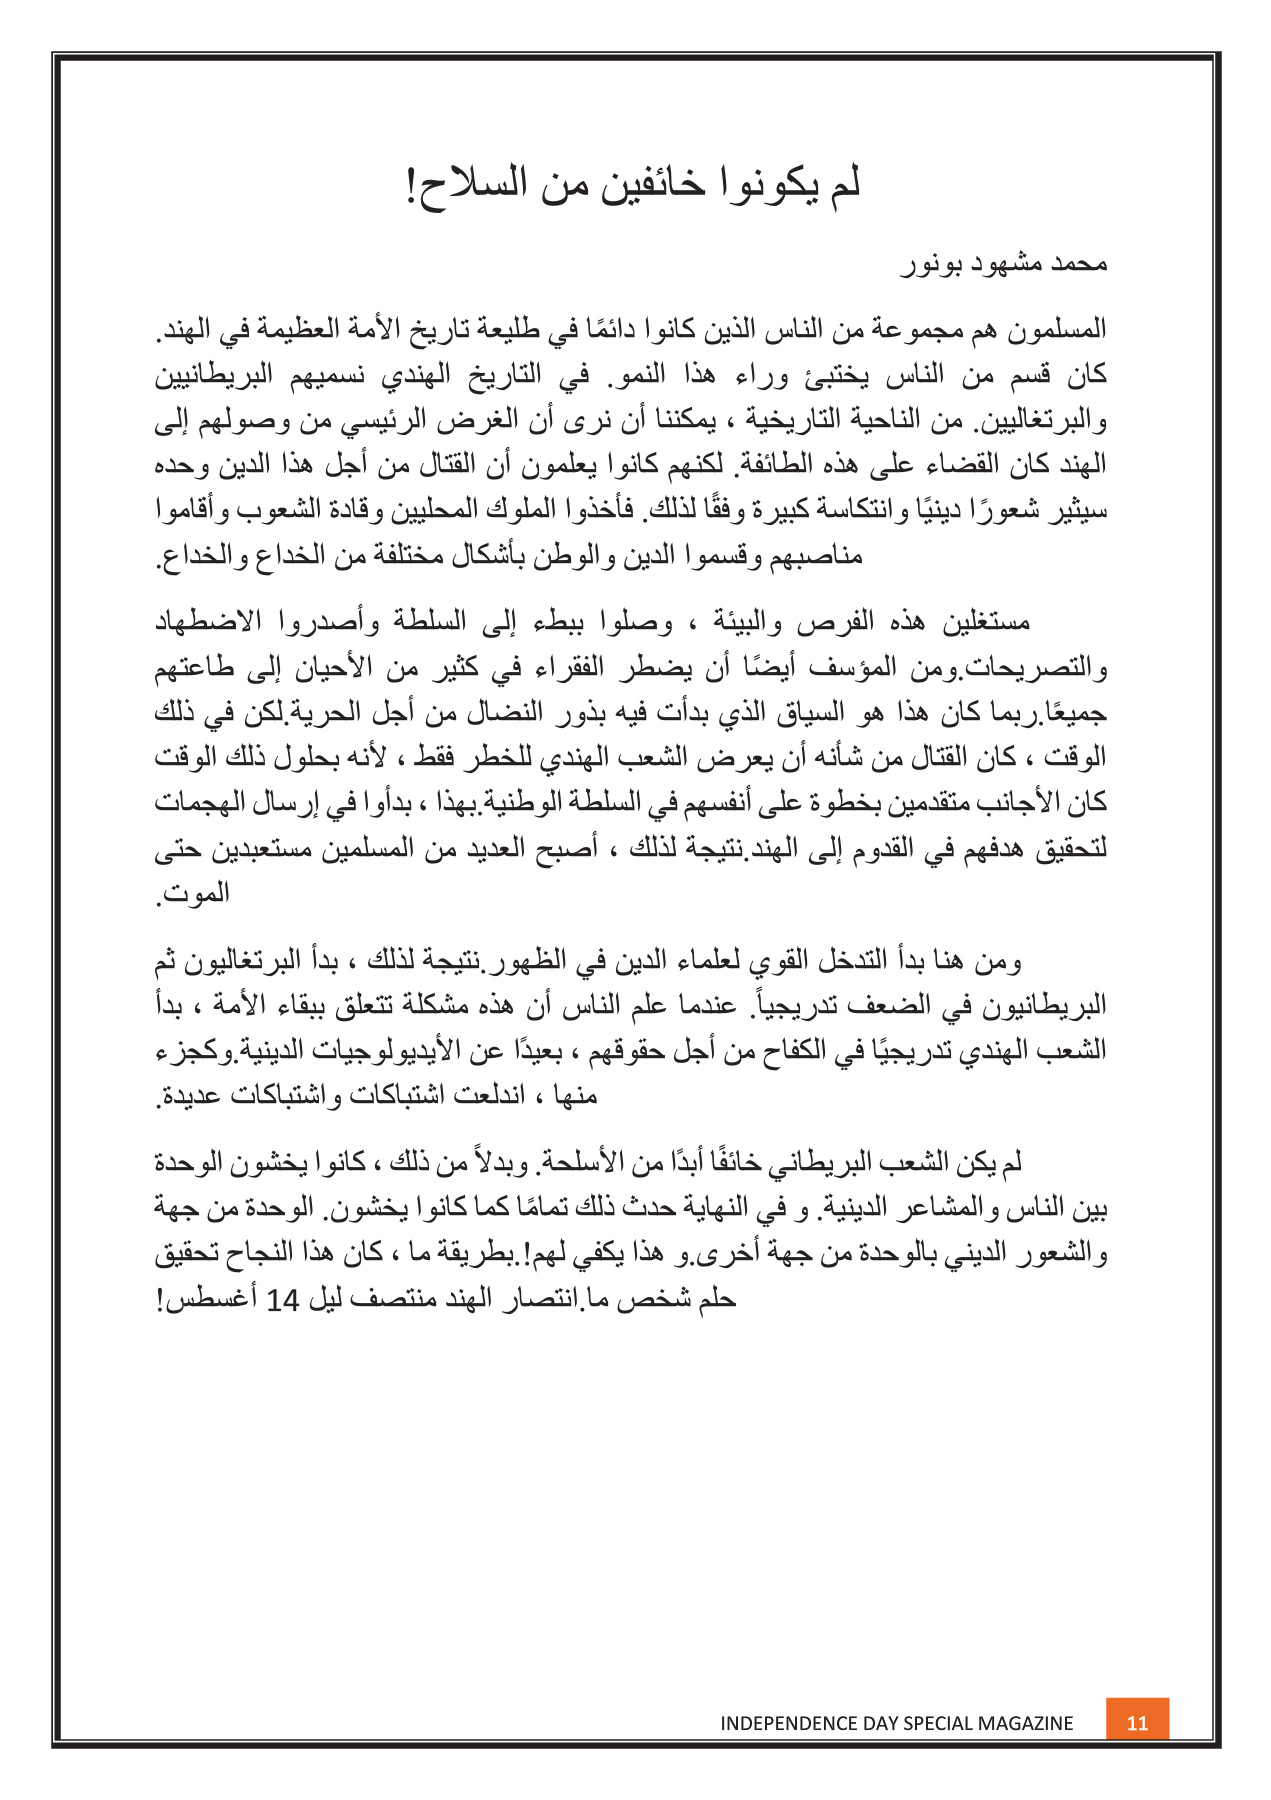 لم يكونوا خائفين من السلاح!
محمد مشهود بونور
المسلمون هم مجموعة من الناس الذين كانوا دائمًا في طليعة تاريخ الأمة العظيمة في الهند.
كان قسم من الناس يختبئ وراء هذا النمو. في التاريخ الهندي نسميهم البريطانيين
والبرتغاليين. من الناحية التاريخية ، يمكننا أن نرى أن الغرض الرئيسي من وصولهم إلى
الهند كان القضاء على هذه الطائفة. لكنهم كانوا يعلمون أن القتال من أجل هذا الدين وحده
سيثير شعورًا دينيًا وانتكاسة كبيرة وفقًا لذلك. فأخذوا الملوك المحليين وقادة الشعوب وأقاموا
مناصبهم وقسموا الدين والوطن بأشكال مختلفة من الخداع والخداع.
مستغلين هذه الفرص والبيئة ، وصلوا ببطء إلى السلطة وأصدروا الاضطهاد
والتصريحات.ومن المؤسف أيضًا أن يضطر الفقراء في كثير من الأحيان إلى طاعتهم
جميعًا.ربما كان هذا هو السياق الذي بدأت فيه بذور النضال من أجل الحرية.لكن في ذلك
الوقت ، كان القتال من شأنه أن يعرض الشعب الهندي للخطر فقط ، لأنه بحلول ذلك الوقت
كان الأجانب متقدمين بخطوة على أنفسهم في السلطة الوطنية.بهذا ، بدأوا في إرسال الهجمات
لتحقيق هدفهم في القدوم إلى الهند.نتيجة لذلك ، أصبح العديد من المسلمين مستعبدين حتى
الموت.
ومن هنا بدأ التدخل القوي لعلماء الدين في الظهور.نتيجة لذلك ، بدأ البرتغاليون ثم
البريطانيون في الضعف تدريجياً. عندما علم الناس أن هذه مشكلة تتعلق ببقاء الأمة ، بدأ
الشعب الهندي تدريجيًا في الكفاح من أجل حقوقهم ، بعيدًا عن الأيديولوجيات الدينية.وكجزء
منها ، اندلعت اشتباكات واشتباكات عديدة.
لم يكن الشعب البريطاني خائفًا أبدًا من الأسلحة. وبدلاً من ذلك ، كانوا يخشون الوحدة
بين الناس والمشاعر الدينية. و في النهاية حدث ذلك تمامًا كما كانوا يخشون. الوحدة من جهة
والشعور الديني بالوحدة من جهة أخرى.و هذا يكفي لهم!.بطريقة ما ، كان هذا النجاح تحقيق
حلم شخص ما.انتصار الهند منتصف ليل 14 أغسطس!
INDEPENDENCE DAY SPECIAL MAGAZINE 11